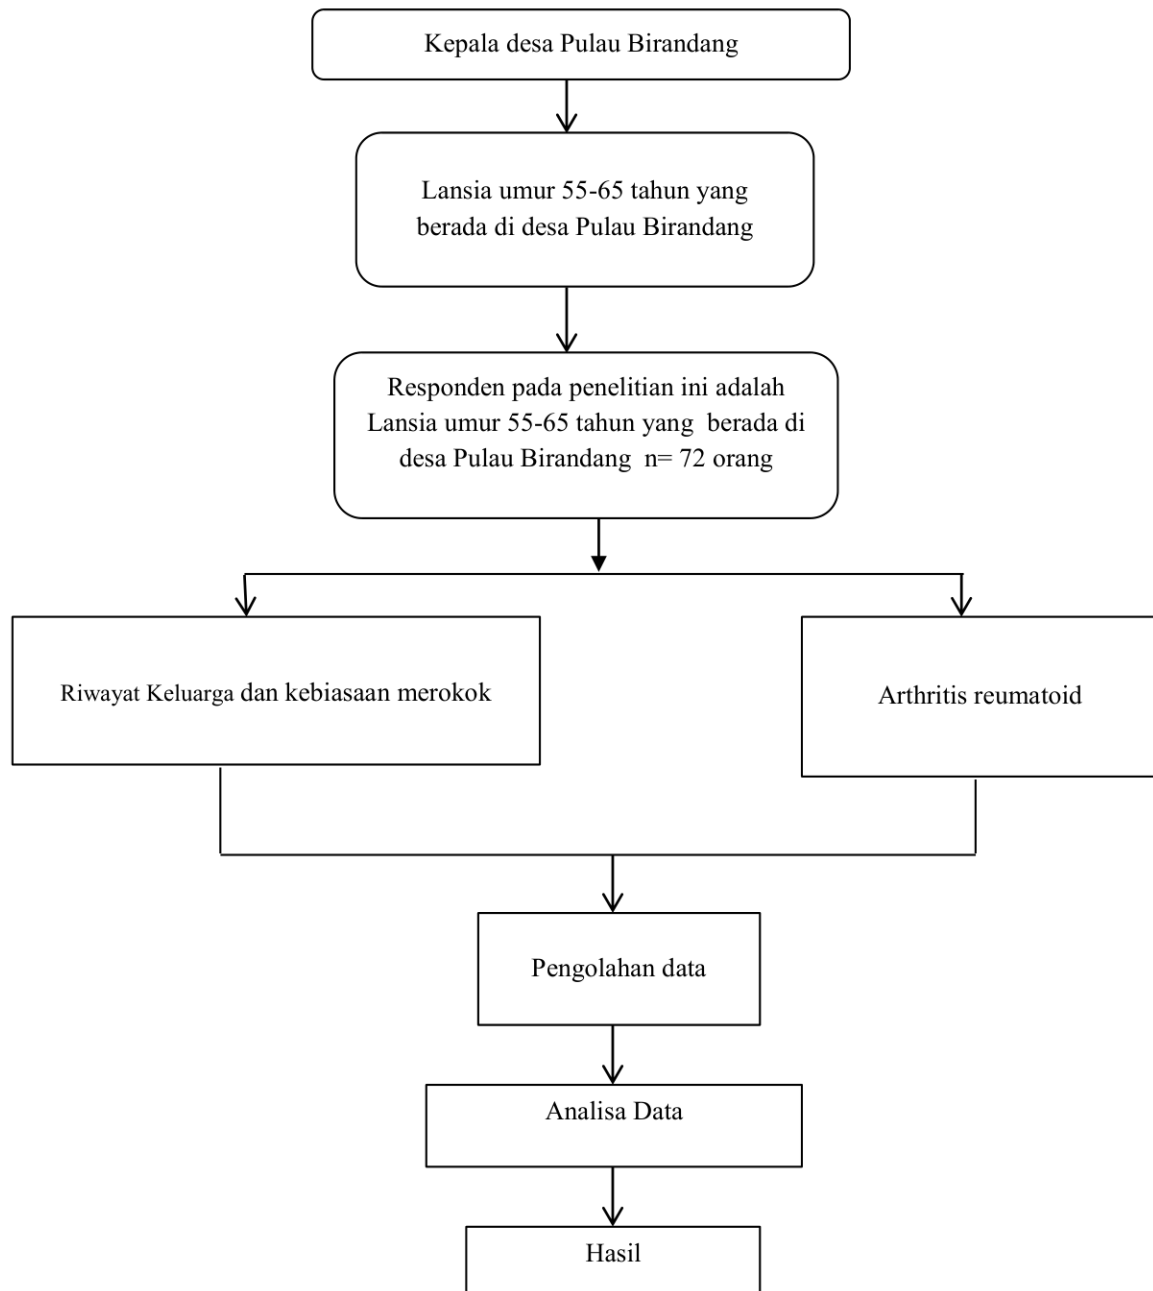 Kepala desa Pulau Birandang
Lansia umur 55-65 tahun yang
berada di desa Pulau Birandang
Responden pada penelitian ini adalah
Lansia umur 55-65 tahun yang  berada di
desa Pulau Birandang  n= 72 orang
Riwayat Keluarga dan kebiasaan merokok
Arthritis reumatoid
Pengolahan data
Analisa Data
Hasil